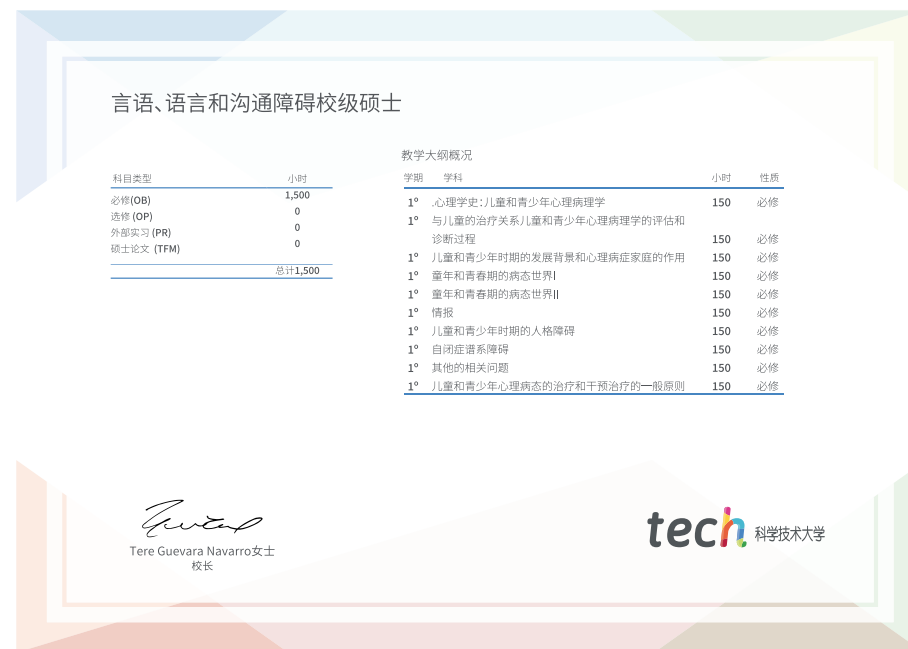 言语、语言和沟通障碍校级硕士
科目类型 小时
必修(OB) 1,500
选修 (OP) 0
外部实习 (PR) 0
硕士论文 (TFM) 0
总计1,500
教学大纲概况
学期 学科 小时 性质
1º .心理学史：儿童和青少年心理病理学 150 必修
1º 与儿童的治疗关系儿童和青少年心理病理学的评估和
诊断过程 150 必修
1º 儿童和青少年时期的发展背景和心理病症家庭的作用 150 必修
1º 童年和青春期的病态世界I 150 必修
1º 童年和青春期的病态世界II 150 必修
1º 情报 150 必修
1º 儿童和青少年时期的人格障碍 150 必修
1º 自闭症谱系障碍 150 必修
1º 其他的相关问题 150 必修
1º 儿童和青少年心理病态的治疗和干预治疗的一般原则 150 必修
Tere Guevara Navarro女士
校长
tech 科学技术大学